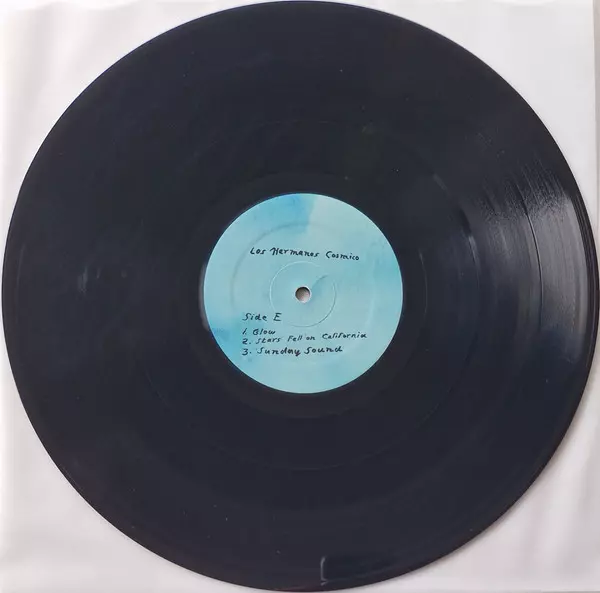 Los Hermanos Cosmico
Side E
1. Glow
2. Stars Fell on California
3. Sunday Sound